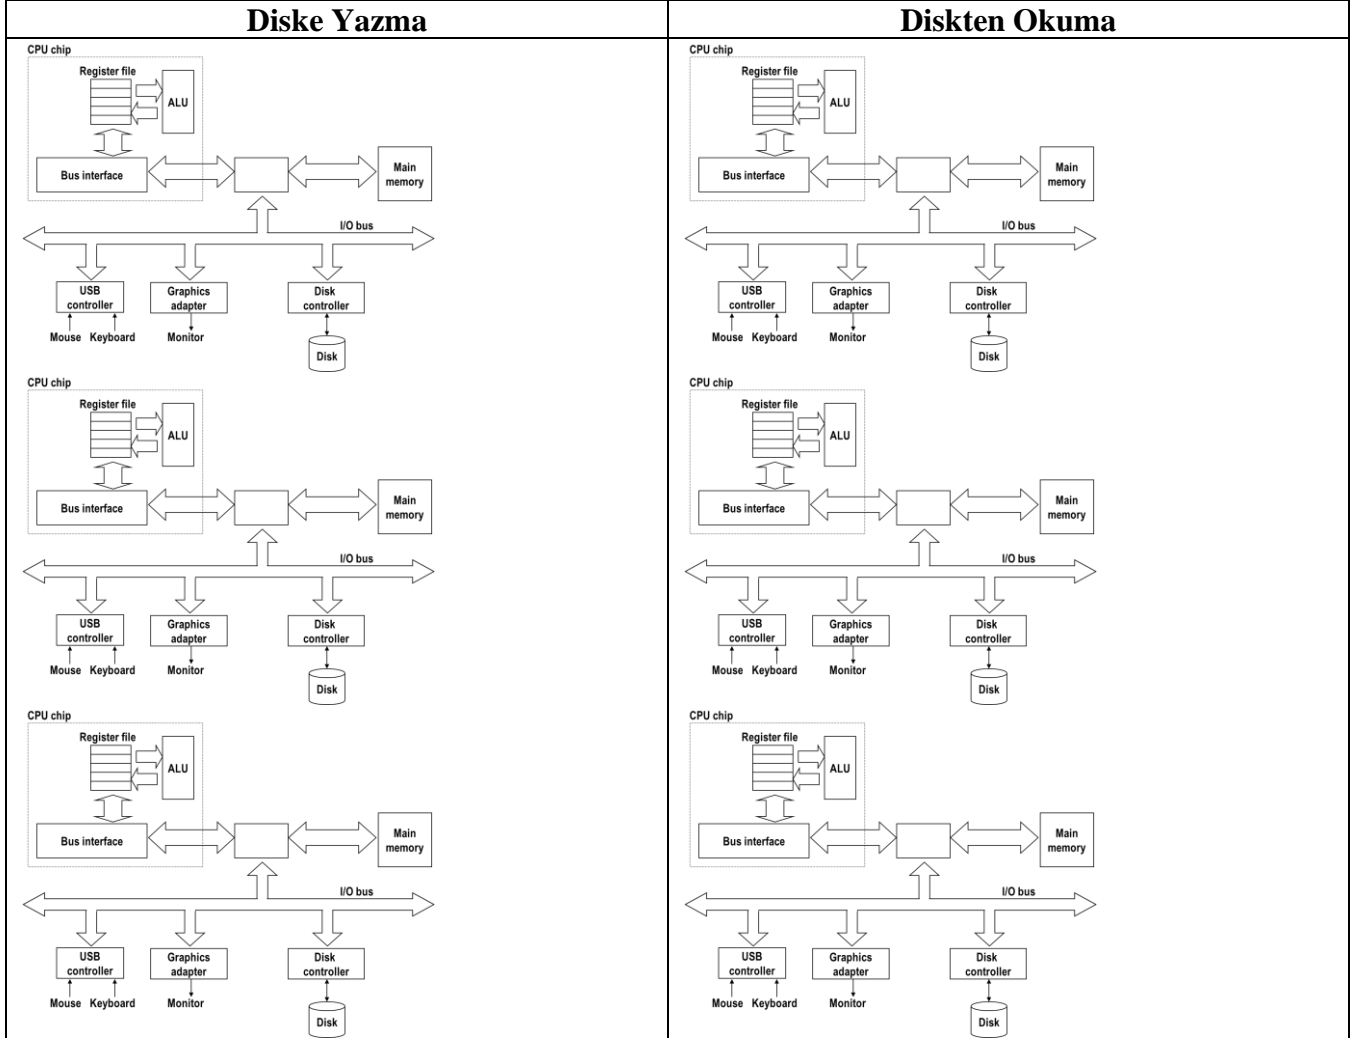 Diske Yazma
Diskten Okuma
CPU chip
Register file
ALU
Bus interface
Main
memory
I/O bus
USB
controller
Graphics
adapter
Disk
controller
Mouse Keyboard
Monitor
Disk
CPU chip
Register file
ALU
Bus interface
Main
memory
I/O bus
USB
controller
Graphics
adapter
Disk
controller
Mouse Keyboard
Monitor
Disk
CPU chip
Register file
ALU
Bus interface
Main
memory
I/O bus
USB
controller
Graphics
adapter
Disk
controller
Mouse Keyboard
Monitor
Disk
CPU chip
Register file
ALU
Bus interface
Main
memory
I/O bus
USB
controller
Graphics
adapter
Disk
controller
Mouse Keyboard
Monitor
Disk
CPU chip
Register file
ALU
Bus interface
Main
memory
I/O bus
USB
controller
Graphics
adapter
Disk
controller
Mouse Keyboard
Monitor
Disk
CPU chip
Register file
ALU
Bus interface
Main
memory
I/O bus
USB
controller
Graphics
adapter
Disk
controller
Mouse Keyboard
Monitor
Disk